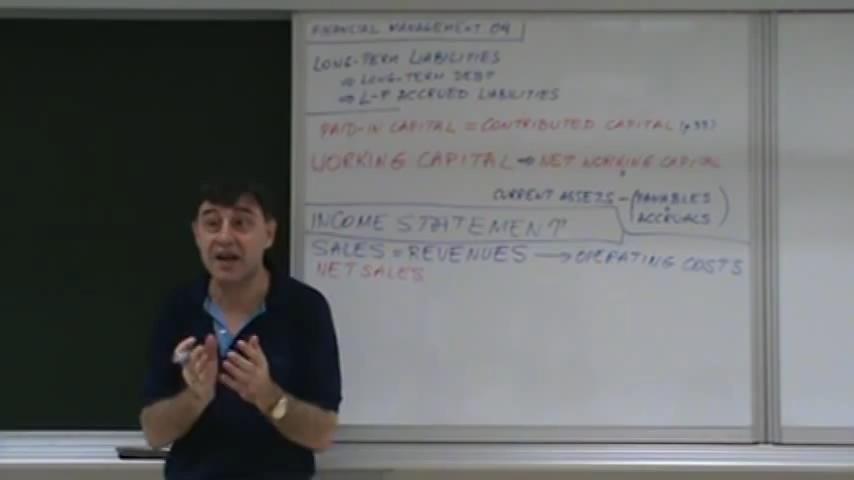 FINANCIAL MANAGEMENT 04
LONG-TERM LIABILITIES
⇒ LONG-TERM DEBT
⇒ L-T ACCRUED LIABILITIES
PAID-IN CAPITAL = CONTRIBUTED CAPITAL (p33)
WORKING CAPITAL ⇒ NET WORKING CAPITAL
CURRENT ASSETS - (PAYABLES + ACCRUALS)
INCOME STATEMENT
SALES = REVENUES → OPERATING COSTS
NET SALES